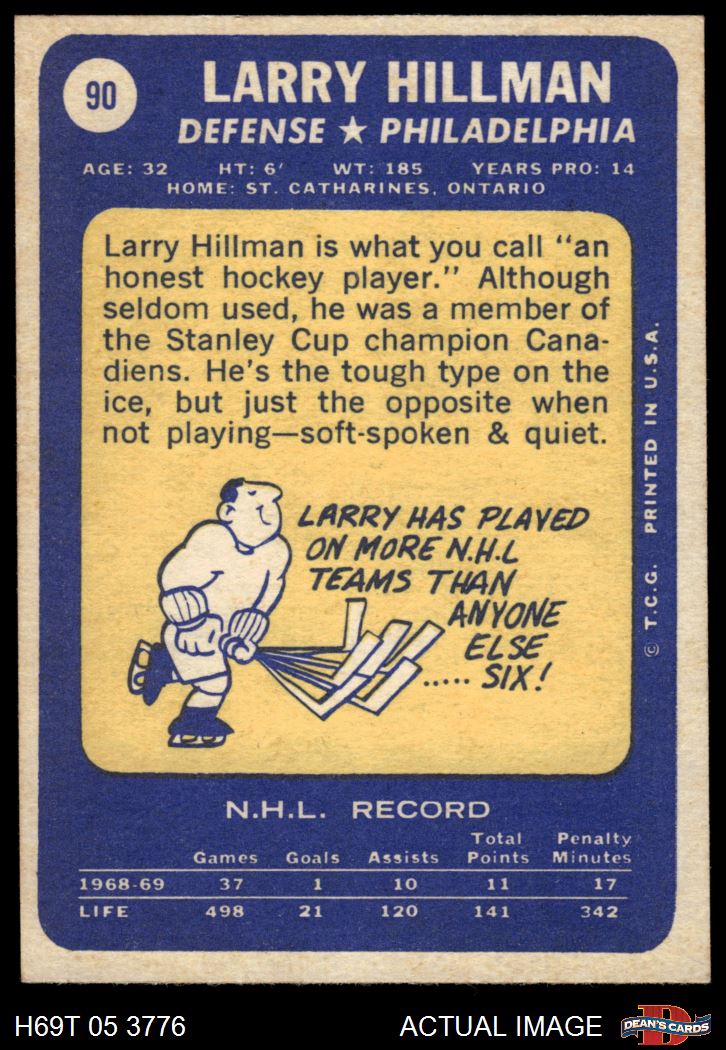 90
LARRY HILLMAN
DEFENSE ★ PHILADELPHIA
AGE: 32 HT: 6' WT: 185 YEARS PRO: 14
HOME: ST. CATHARINES, ONTARIO
Larry Hillman is what you call "an
honest hockey player." Although
seldom used, he was a member of
the Stanley Cup champion Cana-
diens. He's the tough type on the
ice, but just the opposite when
not playing—soft-spoken & quiet.
LARRY HAS PLAYED
ON MORE N.H.L
TEAMS THAN
ANYONE
ELSE
..... SIX!
© T.C.G. PRINTED IN U.S.A.
N.H.L. RECORD
Games Goals Assists Total Points Penalty Minutes
1968-69 37 1 10 11 17
LIFE 498 21 120 141 342
H69T 05 3776 ACTUAL IMAGE
D
DEAN'S CARDS